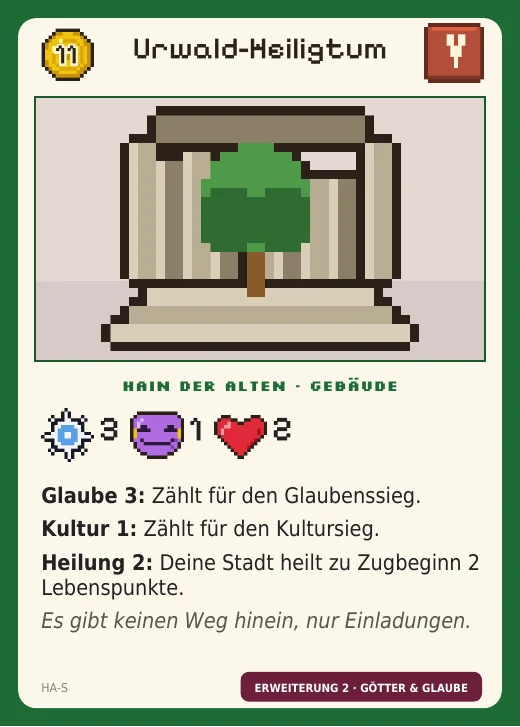 11
Urwald-Heiligtum
HAIN DER ALTEN · GEBÄUDE
3 1 2
Glaube 3: Zählt für den Glaubenssieg.
Kultur 1: Zählt für den Kultursieg.
Heilung 2: Deine Stadt heilt zu Zugbeginn 2
Lebenspunkte.
Es gibt keinen Weg hinein, nur Einladungen.
HA-S
ERWEITERUNG 2 · GÖTTER & GLAUBE